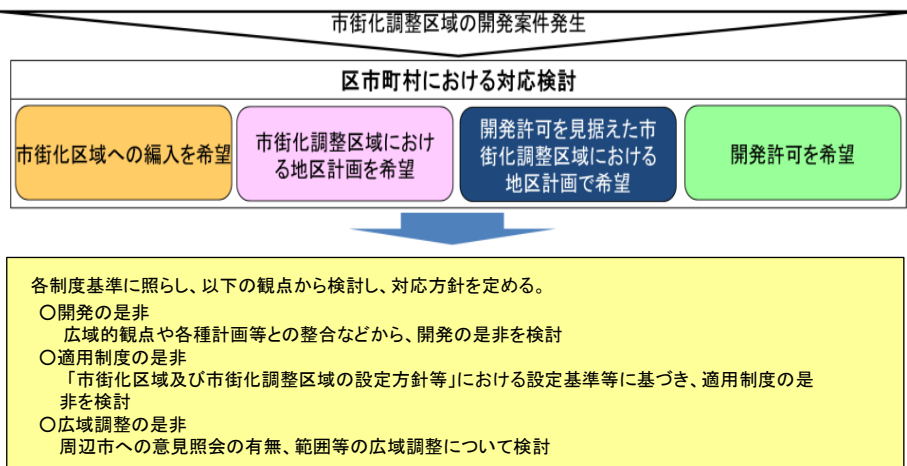 市街化調整区域の開発案件発生
区市町村における対応検討
市街化区域への編入を希望
市街化調整区域におけ
る地区計画を希望
開発許可を見据えた市
街化調整区域における
地区計画で希望
開発許可を希望
各制度基準に照らし、以下の観点から検討し、対応方針を定める。
〇開発の是非
広域的観点や各種計画等との整合などから、開発の是非を検討
〇適用制度の是非
「市街化区域及び市街化調整区域の設定方針等」における設定基準等に基づき、適用制度の是
非を検討
〇広域調整の是非
周辺市への意見照会の有無、範囲等の広域調整について検討